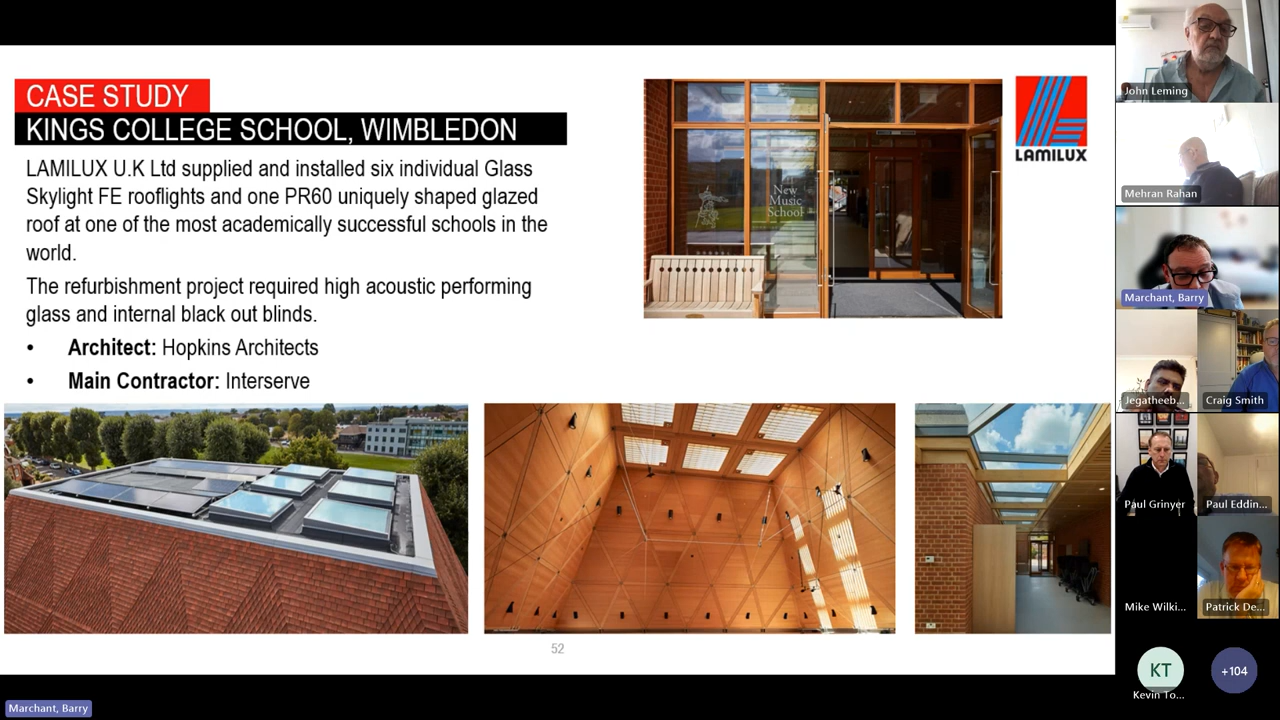 CASE STUDY
KINGS COLLEGE SCHOOL, WIMBLEDON
LAMILUX U.K Ltd supplied and installed six individual Glass
Skylight FE rooflights and one PR60 uniquely shaped glazed
roof at one of the most academically successful schools in the
world.
The refurbishment project required high acoustic performing
glass and internal black out blinds.
• Architect: Hopkins Architects
• Main Contractor: Interserve
New
Music
School
LAMILUX
52
John Leming
Mehran Rahan
Marchant, Barry
Jegatheeb...
Craig Smith
Paul Grinyer
Paul Eddin...
Mike Wilki...
Patrick De...
KT
Kevin To...
+104
Marchant, Barry